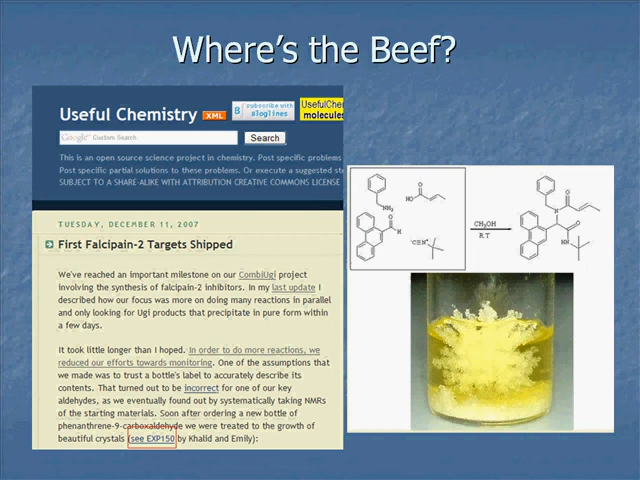 Where's the Beef?
Useful Chemistry XML
subscribe with
Bloglines
UsefulChe
molecules
Google Custom Search
Search
This is an open source science project in chemistry. Post specific problems
Post specific partial solutions to these problems. Or execute a suggested ste
SUBJECT TO A SHARE-ALIKE WITH ATTRIBUTION CREATIVE COMMONS LICENSE
TUESDAY, DECEMBER 11, 2007
First Falcipain-2 Targets Shipped
We've reached an important milestone on our CombiUgi project
involving the synthesis of falcipain-2 inhibitors. In my last update I
described how our focus was more on doing many reactions in parallel
and only looking for Ugi products that precipitate in pure form within
a few days.
It took little longer than I hoped. In order to do more reactions, we
reduced our efforts towards monitoring. One of the assumptions that
we made was to trust a bottle's label to accurately describe its
contents. That turned out to be incorrect for one of our key
aldehydes, as we eventually found out by systematically taking NMRs
of the starting materials. Soon after ordering a new bottle of
phenanthrene-9-carboxaldehyde we were treated to the growth of
beautiful crystals (see EXP150 by Khalid and Emily):
HO
O
NH₂
O
H
CH₃OH
RT
N
O
O
HN